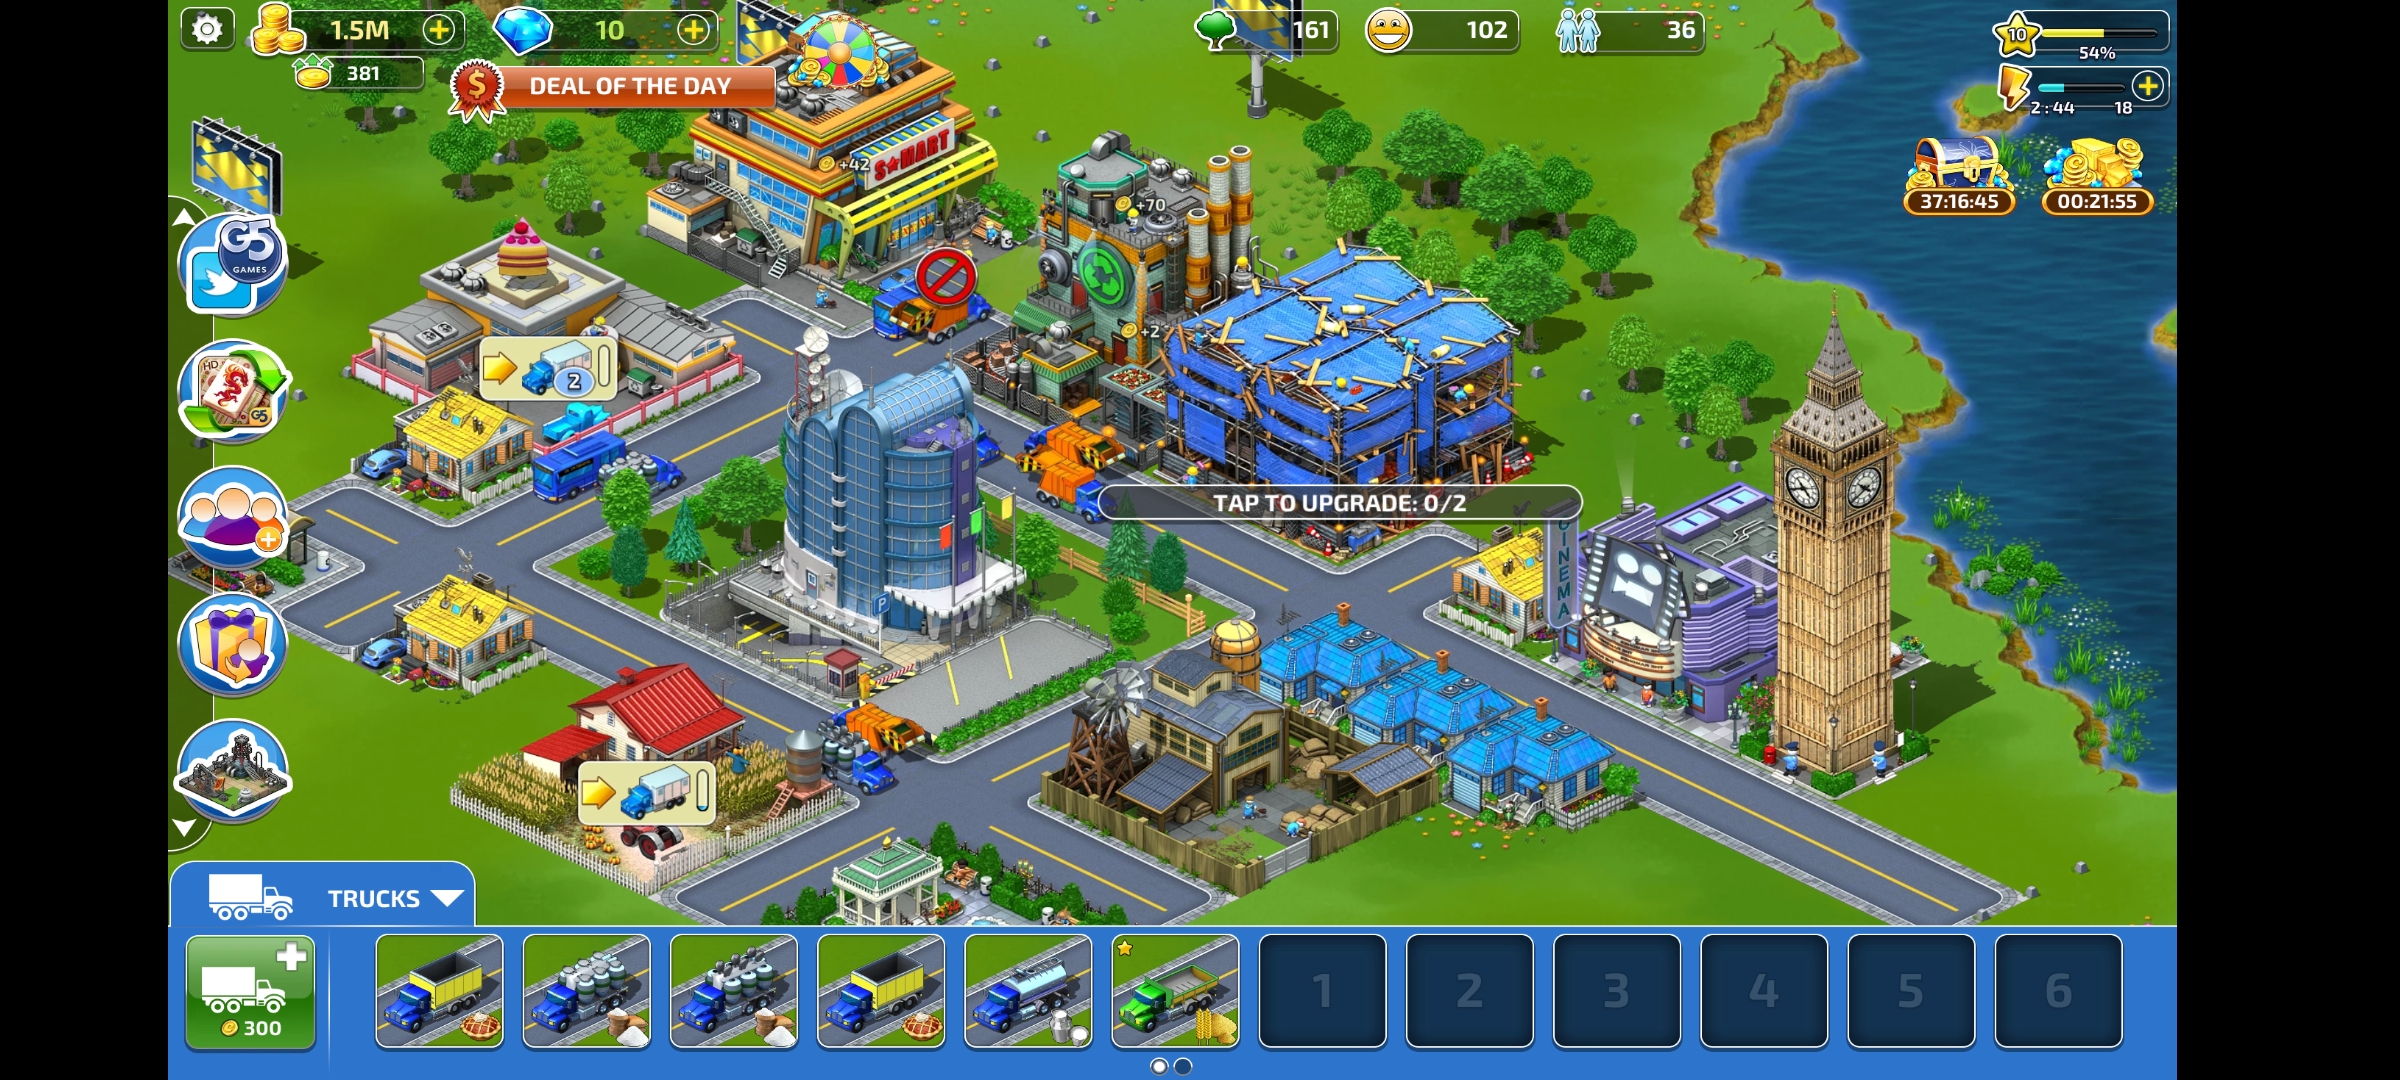 1.5M
10
161
102
36
10
54%
381
DEAL OF THE DAY
2:44
18
S★MART
+42
37:16:45
00:21:55
+70
G5
GAMES
+2
HD
G5
2
TAP TO UPGRADE: 0/2
CINEMA
P
TRUCKS
300
1
2
3
4
5
6